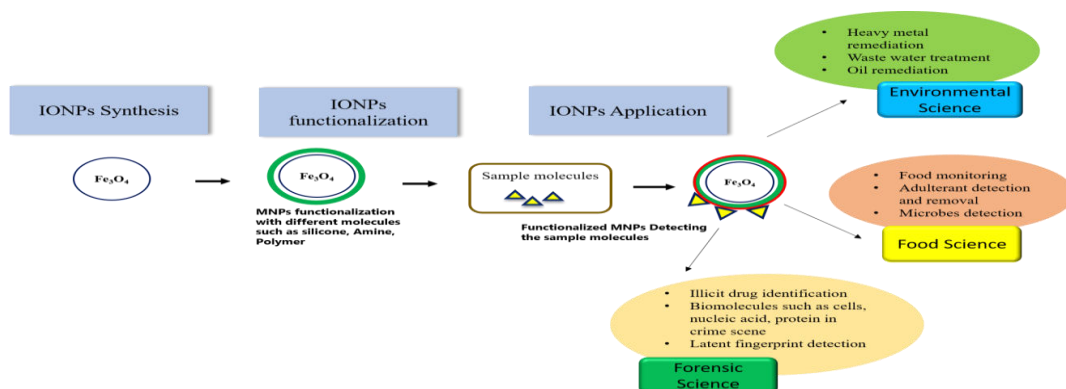 IONPs Synthesis
IONPs
functionalization
IONPs Application
Fe₃O₄
Fe₃O₄
MNPs functionalization
with different molecules
such as silicone, Amine,
Polymer
Sample molecules
Functionalized MNPs Detecting
the sample molecules
Fe₃O₄
• Heavy metal
remediation
• Waste water treatment
• Oil remediation
Environmental
Science
• Food monitoring
• Adulterant detection
and removal
• Microbes detection
Food Science
• Illicit drug identification
• Biomolecules such as cells,
nucleic acid, protein in
crime scene
• Latent fingerprint detection
Forensic
Science